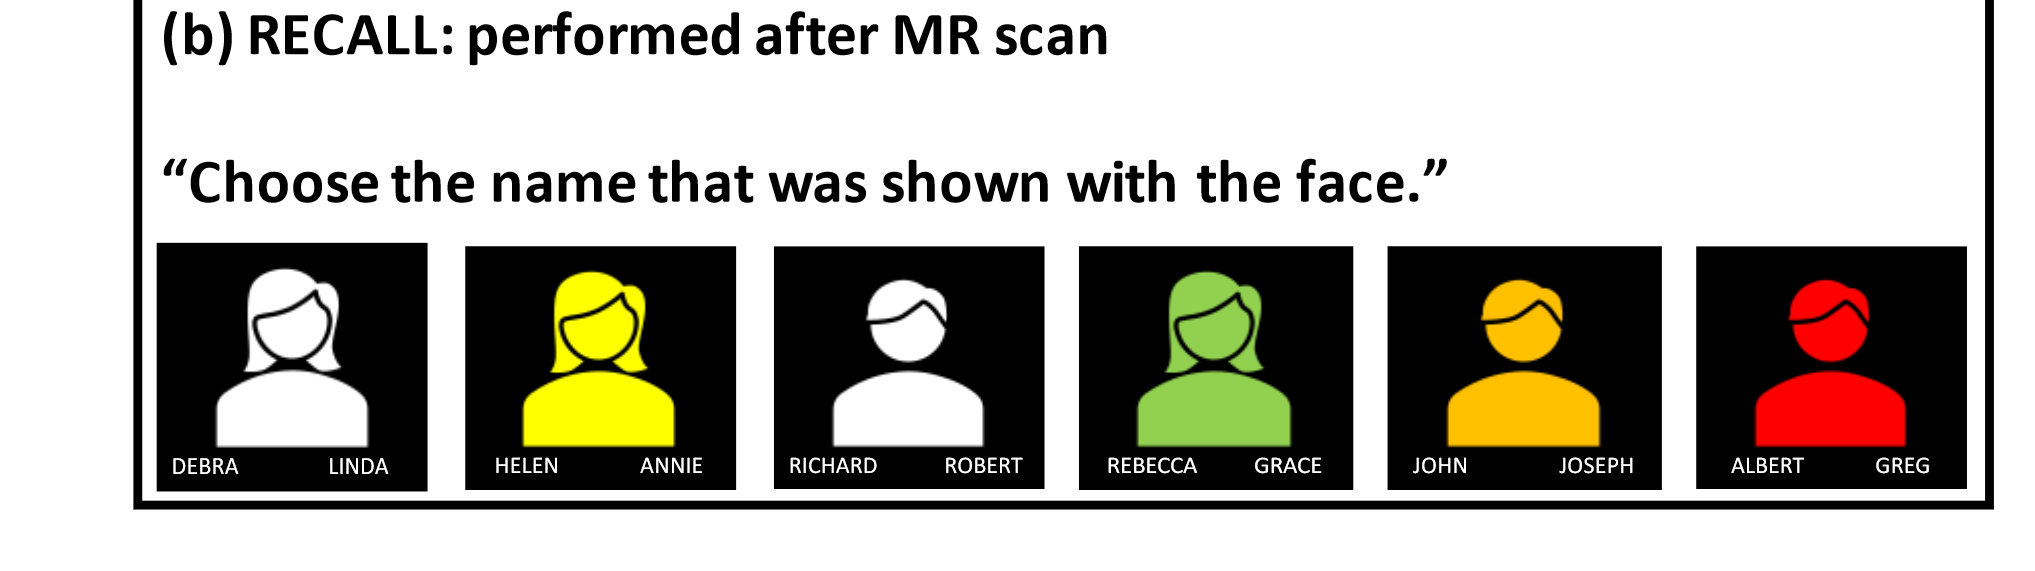 (b) RECALL: performed after MR scan
“Choose the name that was shown with the face.”
DEBRA LINDA HELEN ANNIE RICHARD ROBERT REBECCA GRACE JOHN JOSEPH ALBERT GREG